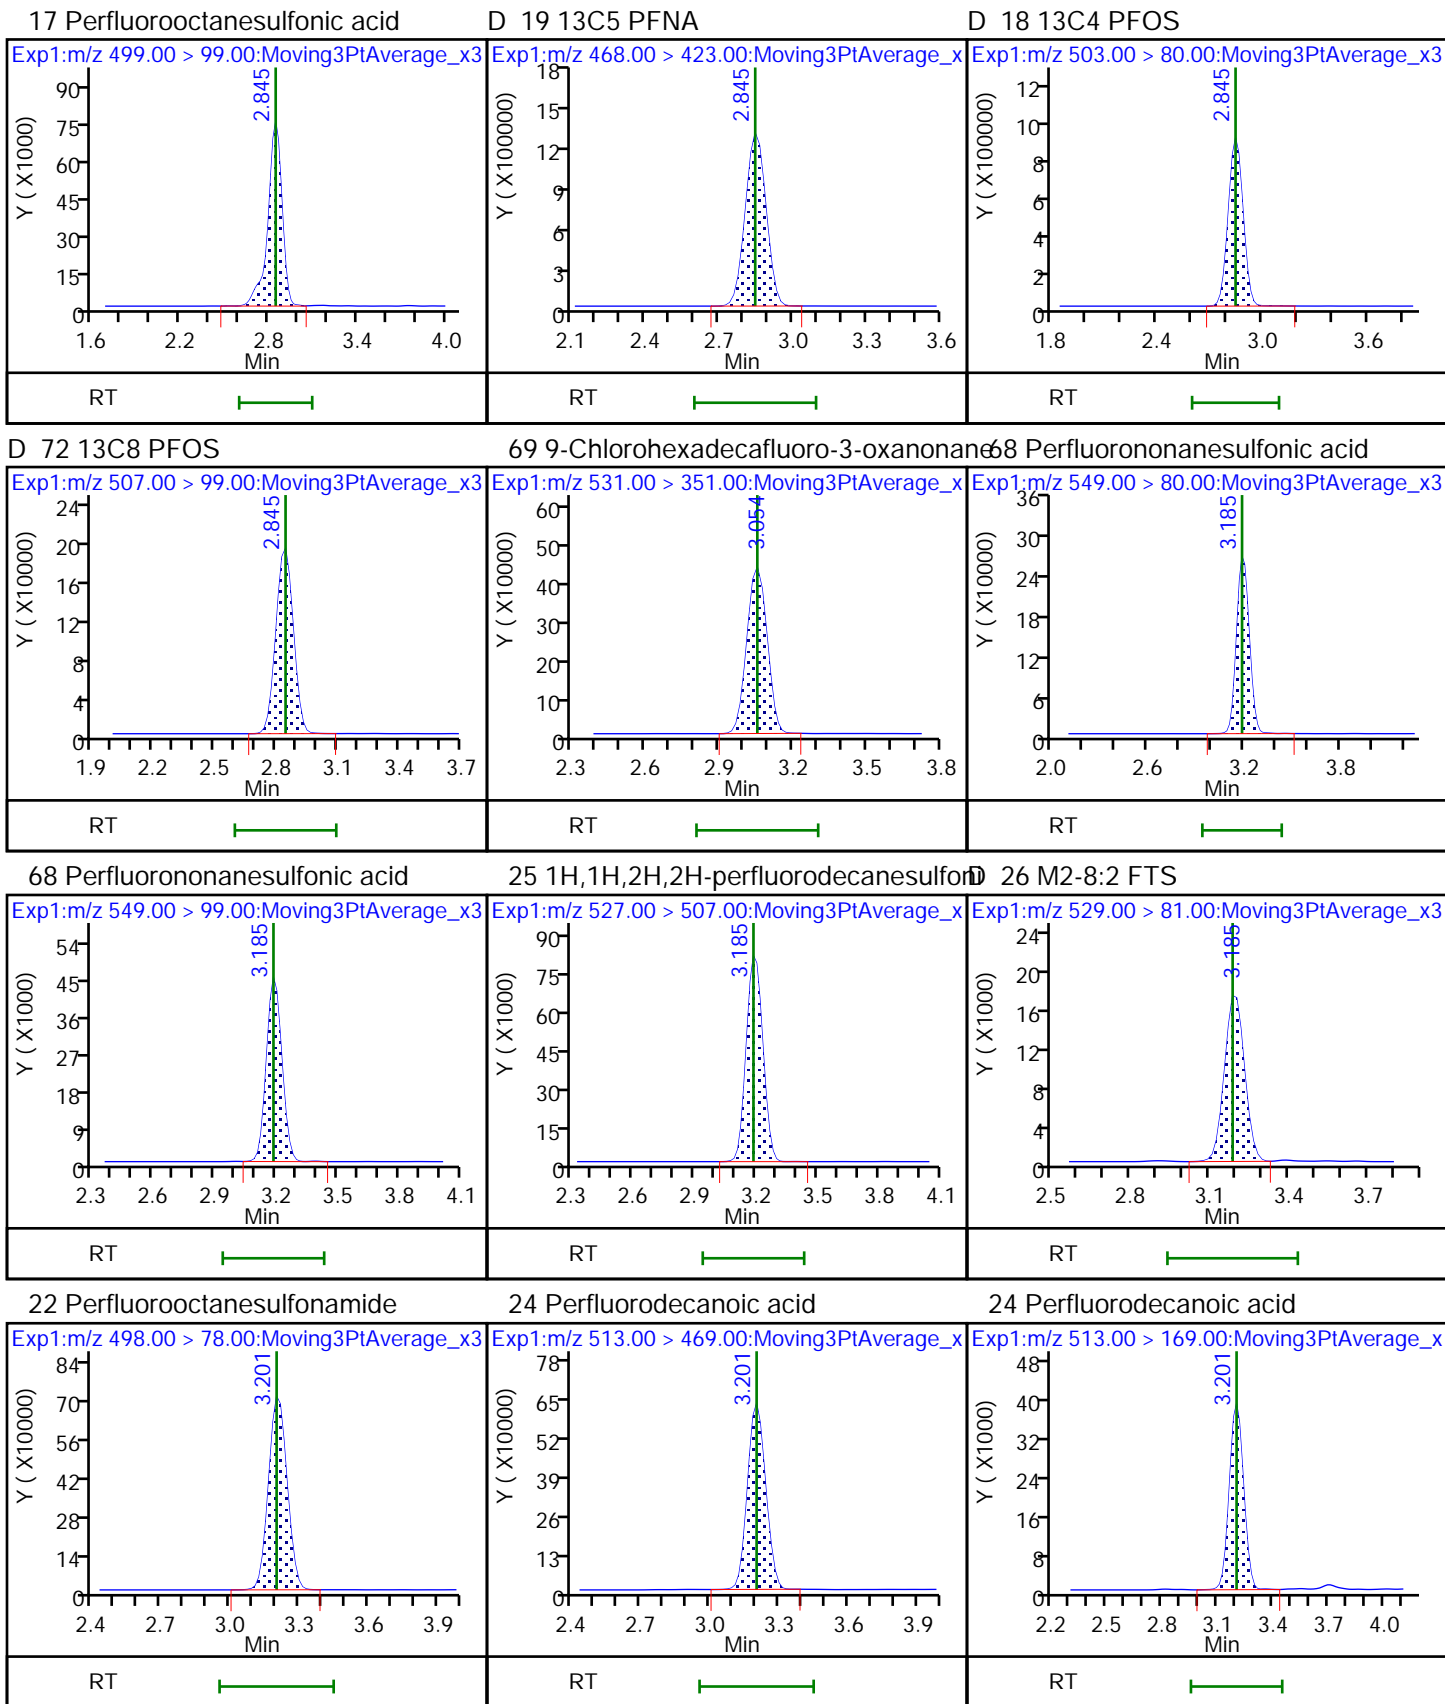 17 Perfluorooctanesulfonic acid
Exp1:m/z 499.00 > 99.00:Moving3PtAverage_x3
2.845
Y ( X1000)
90
75
60
45
30
15
0
1.6 2.2 2.8 3.4 4.0
Min
RT
D 19 13C5 PFNA
Exp1:m/z 468.00 > 423.00:Moving3PtAverage_x
2.845
Y ( X100000)
18
15
12
9
6
3
0
2.1 2.4 2.7 3.0 3.3 3.6
Min
RT
D 18 13C4 PFOS
Exp1:m/z 503.00 > 80.00:Moving3PtAverage_x3
2.845
Y ( X100000)
12
10
8
6
4
2
0
1.8 2.4 3.0 3.6
Min
RT
D 72 13C8 PFOS
Exp1:m/z 507.00 > 99.00:Moving3PtAverage_x3
2.845
Y ( X10000)
24
20
16
12
8
4
0
1.9 2.2 2.5 2.8 3.1 3.4 3.7
Min
RT
69 9-Chlorohexadecafluoro-3-oxanonane
Exp1:m/z 531.00 > 351.00:Moving3PtAverage_x
3.054
Y ( X10000)
60
50
40
30
20
10
0
2.3 2.6 2.9 3.2 3.5 3.8
Min
RT
68 Perfluorononanesulfonic acid
Exp1:m/z 549.00 > 80.00:Moving3PtAverage_x3
3.185
Y ( X10000)
36
30
24
18
12
6
0
2.0 2.6 3.2 3.8
Min
RT
68 Perfluorononanesulfonic acid
Exp1:m/z 549.00 > 99.00:Moving3PtAverage_x3
3.185
Y ( X1000)
54
45
36
27
18
9
0
2.3 2.6 2.9 3.2 3.5 3.8 4.1
Min
RT
25 1H,1H,2H,2H-perfluorodecanesulfoni
Exp1:m/z 527.00 > 507.00:Moving3PtAverage_x
3.185
Y ( X1000)
90
75
60
45
30
15
0
2.3 2.6 2.9 3.2 3.5 3.8 4.1
Min
RT
D 26 M2-8:2 FTS
Exp1:m/z 529.00 > 81.00:Moving3PtAverage_x3
3.185
Y ( X1000)
24
20
16
12
8
4
0
2.5 2.8 3.1 3.4 3.7
Min
RT
22 Perfluorooctanesulfonamide
Exp1:m/z 498.00 > 78.00:Moving3PtAverage_x3
3.201
Y ( X10000)
84
70
56
42
28
14
0
2.4 2.7 3.0 3.3 3.6 3.9
Min
RT
24 Perfluorodecanoic acid
Exp1:m/z 513.00 > 469.00:Moving3PtAverage_x
3.201
Y ( X10000)
78
65
52
39
26
13
0
2.4 2.7 3.0 3.3 3.6 3.9
Min
RT
24 Perfluorodecanoic acid
Exp1:m/z 513.00 > 169.00:Moving3PtAverage_x
3.201
Y ( X1000)
48
40
32
24
16
8
0
2.2 2.5 2.8 3.1 3.4 3.7 4.0
Min
RT